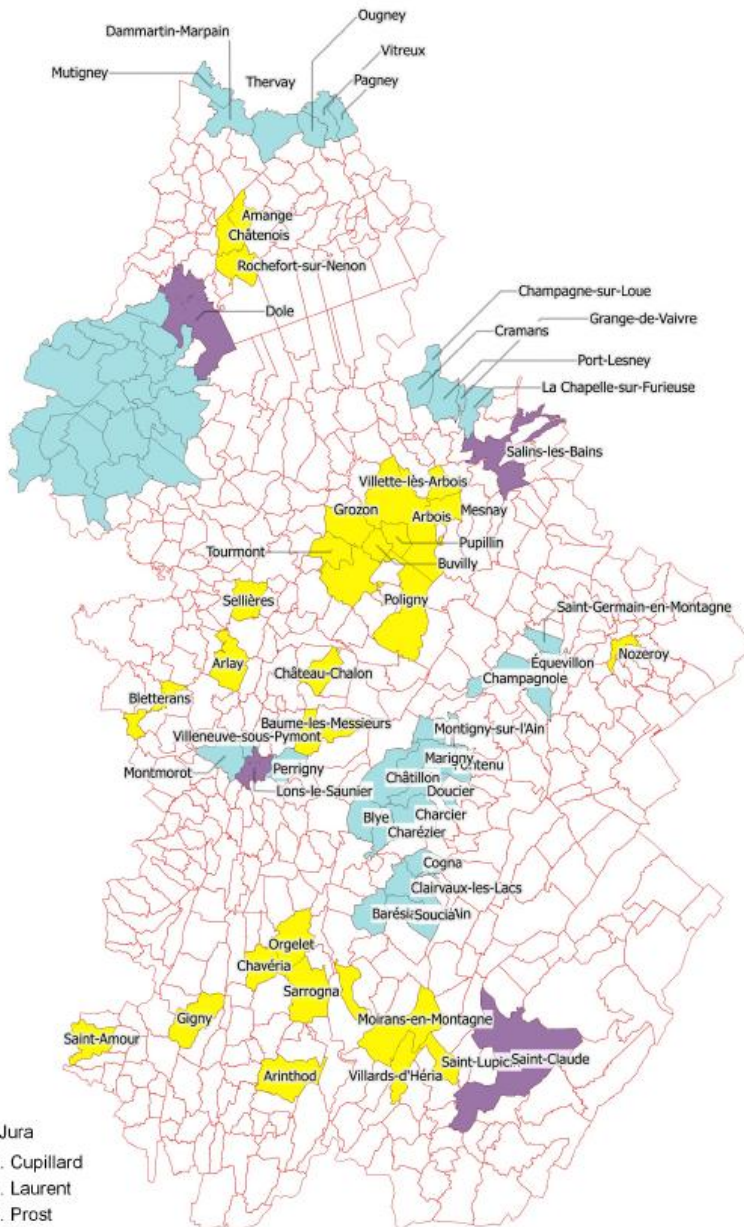 Ougney
Dammartin-Marpain
Vitreux
Mutigney
Thervay
Pagney
Amange
Châtenois
Rochefort-sur-Nenon
Dole
Champagne-sur-Loue
Cramans
Grange-de-Vaivre
Port-Lesney
La Chapelle-sur-Furieuse
Salins-les-Bains
Villette-lès-Arbois
Grozon
Arbois
Mesnay
Tourmont
Pupillin
Buvilly
Poligny
Sellières
Saint-Germain-en-Montagne
Arlay
Château-Chalon
Équevillon
Nozeroy
Champagnole
Bletterans
Baume-les-Messieurs
Villeneuve-sous-Pymont
Montigny-sur-l'Ain
Montmorot
Perrigny
Marigny
Châtillon
Lons-le-Saunier
Doucier
Blye
Charcier
Charézier
Cogna
Clairvaux-les-Lacs
Orgelet
Chavéria
Sarrogna
Gigny
Moirans-en-Montagne
Saint-Amour
Saint-Claude
Arinthod
Villards-d'Héria
Jura
. Cupillard
. Laurent
. Prost